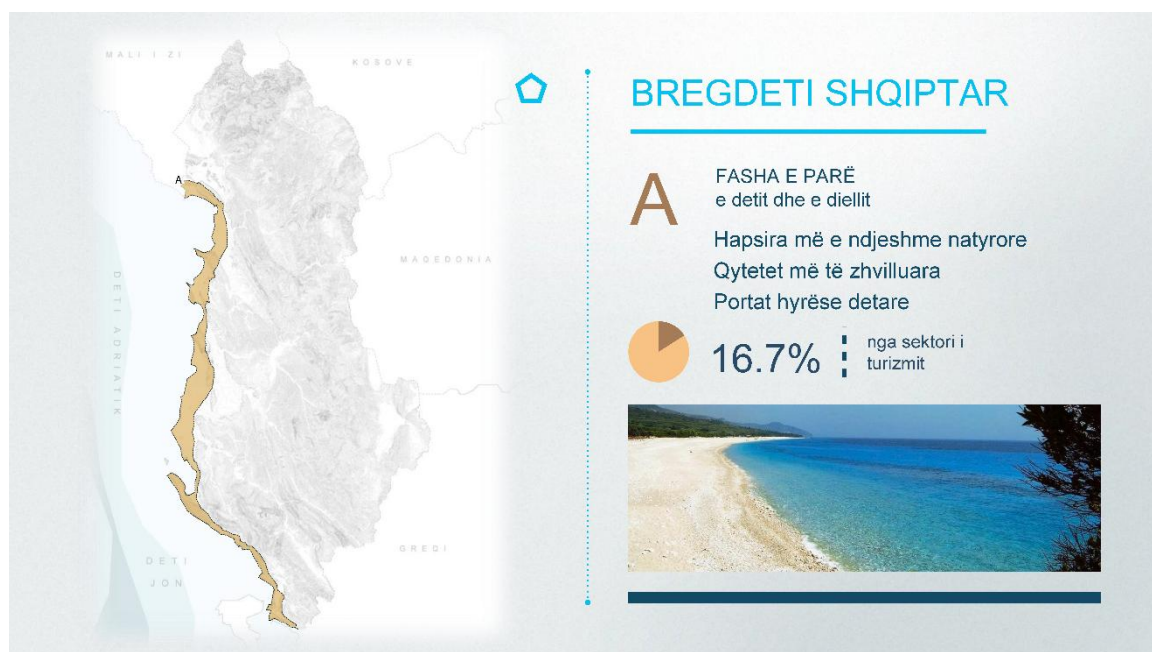 MALI I ZI
KOSOVE
A
MAQEDONIA
DETI ADRIATIK
GREQI
DETI
JON
BREGDETI SHQIPTAR
A
FASHA E PARË
e detit dhe e diellit
Hapsira më e ndjeshme natyrore
Qytetet më të zhvilluara
Portat hyrëse detare
16.7%
nga sektori i
turizmit